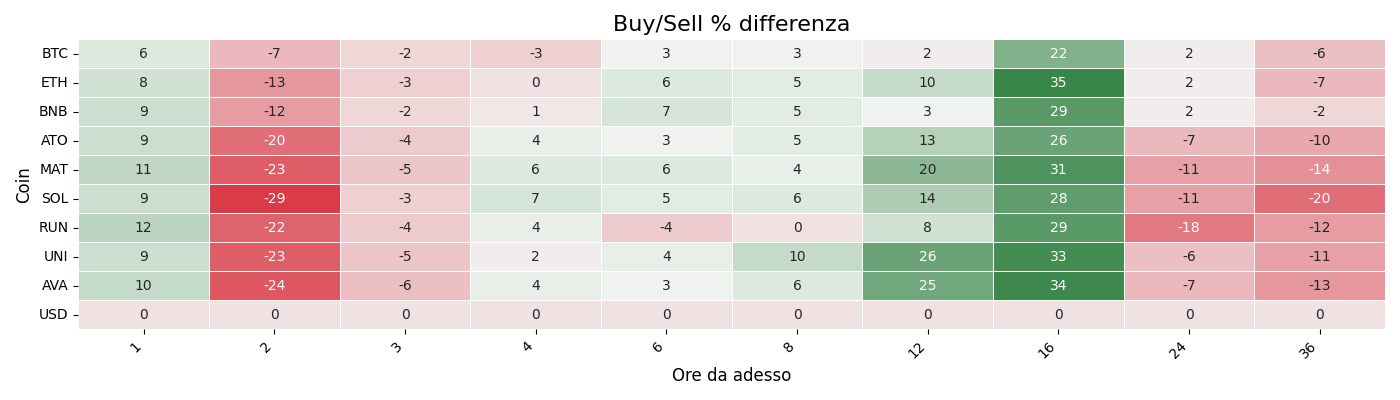 Buy/Sell % differenza
Coin
BTC 6 -7 -2 -3 3 3 2 22 2 -6
ETH 8 -13 -3 0 6 5 10 35 2 -7
BNB 9 -12 -2 1 7 5 3 29 2 -2
ATO 9 -20 -4 4 3 5 13 26 -7 -10
MAT 11 -23 -5 6 6 4 20 31 -11 -14
SOL 9 -29 -3 7 5 6 14 28 -11 -20
RUN 12 -22 -4 4 -4 0 8 29 -18 -12
UNI 9 -23 -5 2 4 10 26 33 -6 -11
AVA 10 -24 -6 4 3 6 25 34 -7 -13
USD 0 0 0 0 0 0 0 0 0 0
1 2 3 4 6 8 12 16 24 36
Ore da adesso